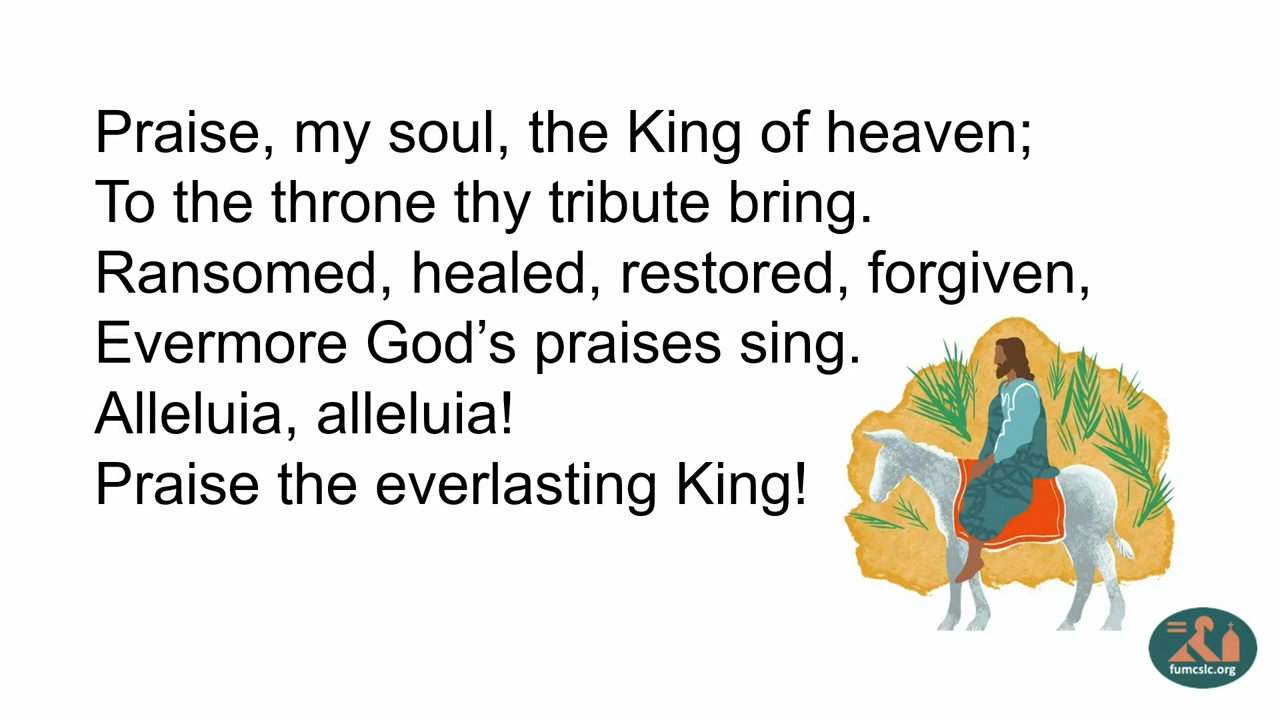 Praise, my soul, the King of heaven;
To the throne thy tribute bring.
Ransomed, healed, restored, forgiven,
Evermore God’s praises sing.
Alleluia, alleluia!
Praise the everlasting King!
fumcslc.org